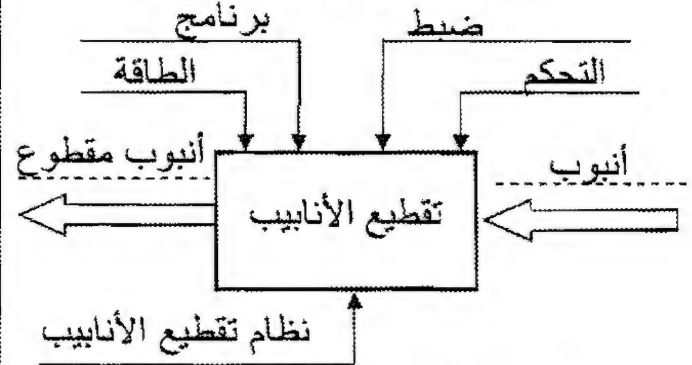 برنامج
ضبط
الطاقة
التحكم
أنبوب
أنبوب مقطوع
تقطيع الأنابيب
نظام تقطيع الأنابيب